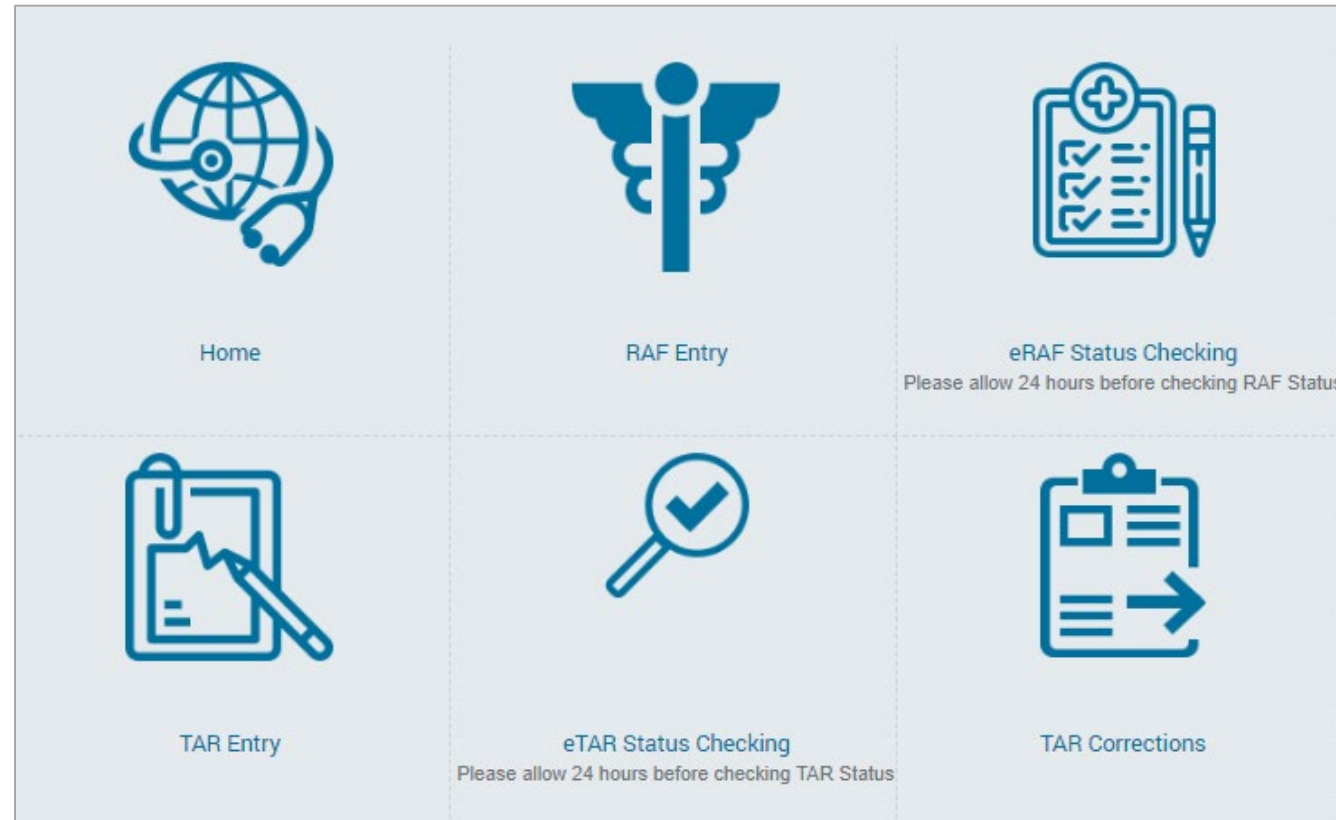 Home
RAF Entry
eRAF Status Checking
Please allow 24 hours before checking RAF Status
TAR Entry
eTAR Status Checking
Please allow 24 hours before checking TAR Status
TAR Corrections